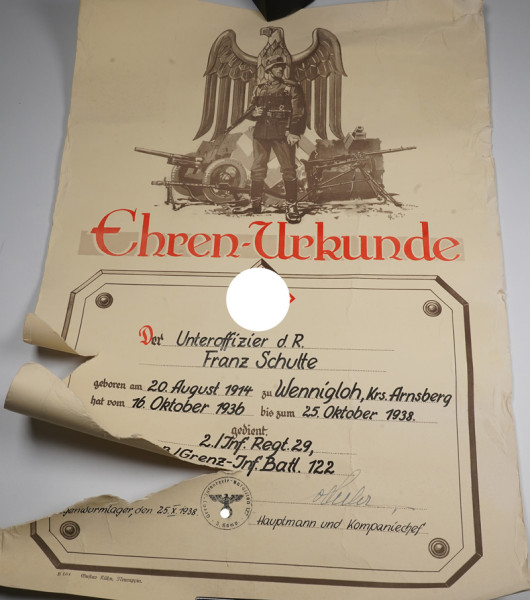 Ehren-Urkunde
Der Unteroffizier d. R.
Franz Schulte
geboren am 20. August 1914 zu Wennigloh, Krs. Arnsberg
hat vom 16. Oktober 1936 bis zum 25. Oktober 1938.
gedient.
2./Inf. Regt. 29,
/Grenz-Inf. Batl. 122
den 25. X. 1938.
Hauptmann und Kompaniechef